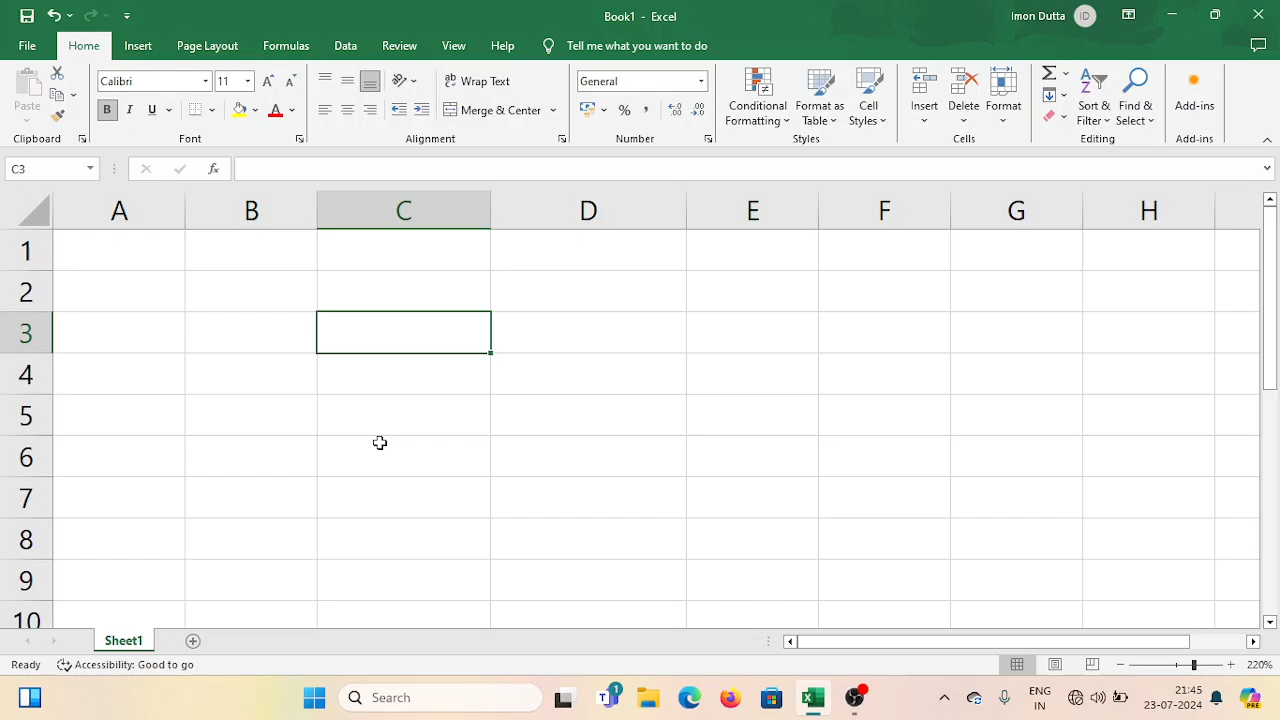 Book1 - Excel
Imon Dutta ID
File Home Insert Page Layout Formulas Data Review View Help Tell me what you want to do
Paste
Calibri 11 A A
B I U A
ab Wrap Text
Merge & Center
General
% ,
Conditional Formatting
Format as Table
Cell Styles
Insert
Delete
Format
Sort & Filter
Find & Select
Add-ins
Clipboard Font Alignment Number Styles Cells Editing Add-ins
C3 fx
A B C D E F G H
1
2
3
4
5
6
7
8
9
10
Sheet1
Ready Accessibility: Good to go 220%
Search
1
ENG
IN
21:45
23-07-2024
PRE